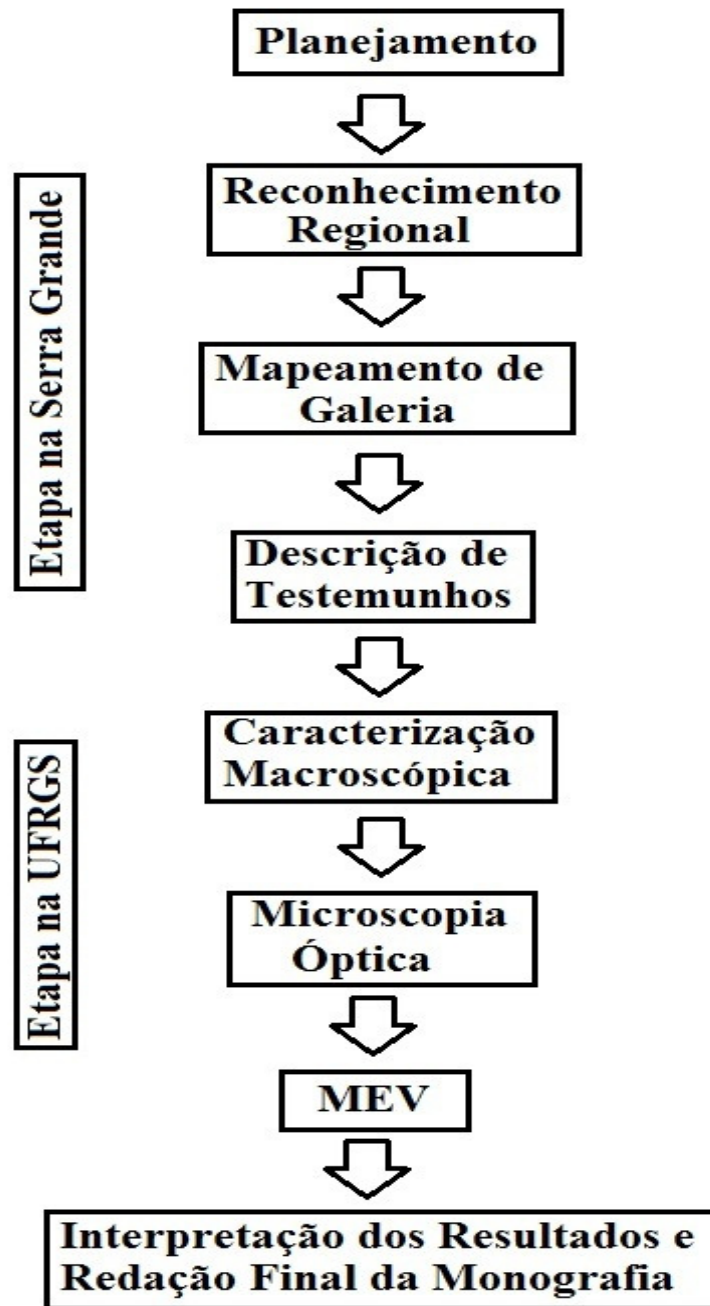 Planejamento
Etapa na Serra Grande
Reconhecimento
Regional
Mapeamento de
Galeria
Descrição de
Testemunhos
Etapa na UFRGS
Caracterização
Macroscópica
Microscopia
Óptica
MEV
Interpretação dos Resultados e
Redação Final da Monografia